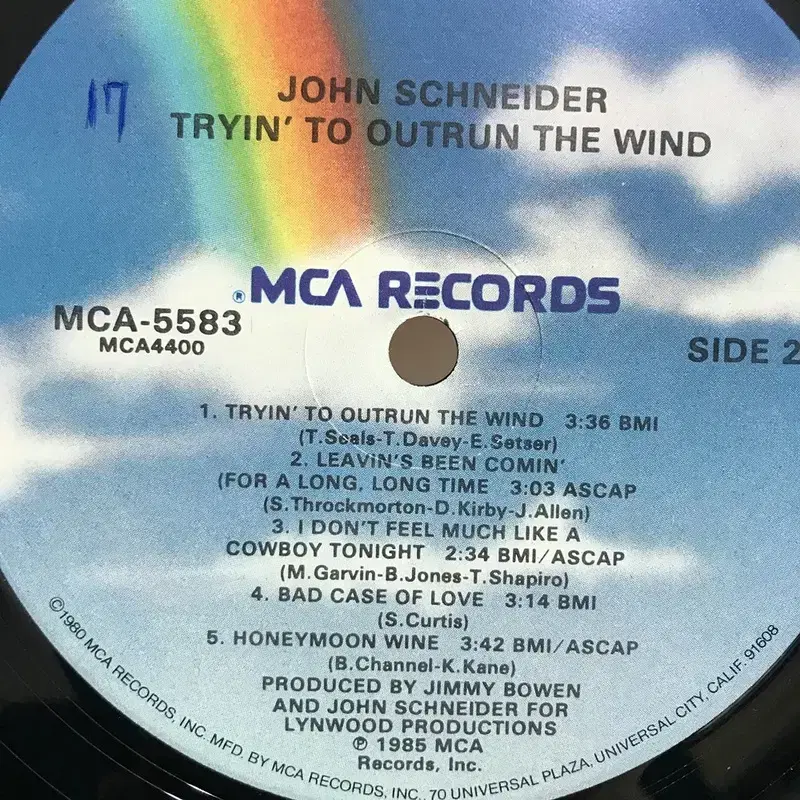 17
JOHN SCHNEIDER
TRYIN' TO OUTRUN THE WIND
® MCA RECORDS
MCA-5583
MCA4400
SIDE 2
1. TRYIN' TO OUTRUN THE WIND 3:36 BMI
(T.Seals-T.Davey-E.Setser)
2. LEAVIN'S BEEN COMIN'
(FOR A LONG, LONG TIME 3:03 ASCAP
(S.Throckmorton-D.Kirby-J.Allen)
3. I DON'T FEEL MUCH LIKE A
COWBOY TONIGHT 2:34 BMI/ASCAP
(M.Garvin-B.Jones-T.Shapiro)
4. BAD CASE OF LOVE 3:14 BMI
(S.Curtis)
5. HONEYMOON WINE 3:42 BMI/ASCAP
(B.Channel-K.Kane)
PRODUCED BY JIMMY BOWEN
AND JOHN SCHNEIDER FOR
LYNWOOD PRODUCTIONS
℗ 1985 MCA
Records, Inc.
©1980 MCA RECORDS, INC. MFD. BY MCA RECORDS, INC., 70 UNIVERSAL PLAZA, UNIVERSAL CITY, CALIF. 91608